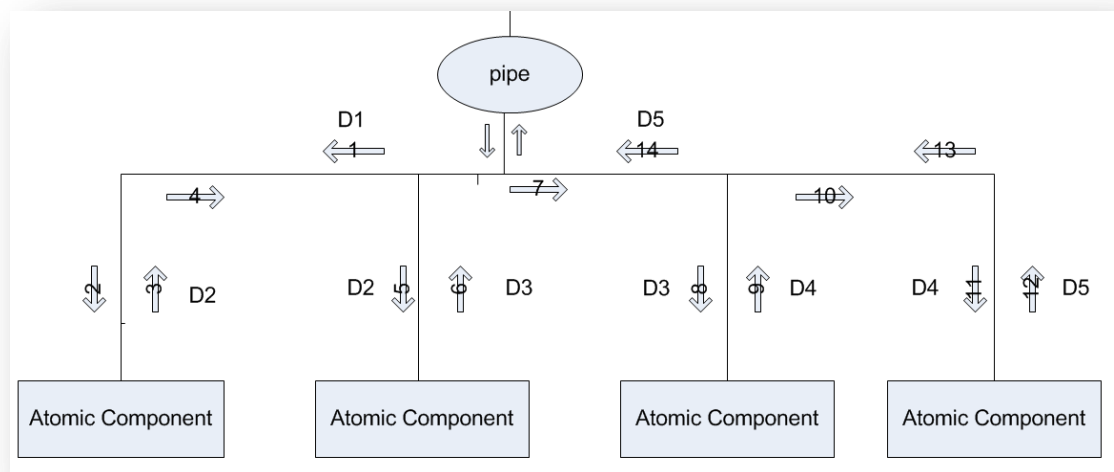 pipe
D1
D5
1
14
13
4
7
10
2
3
D2
D2
5
6
D3
D3
8
9
D4
D4
11
12
D5
Atomic Component
Atomic Component
Atomic Component
Atomic Component